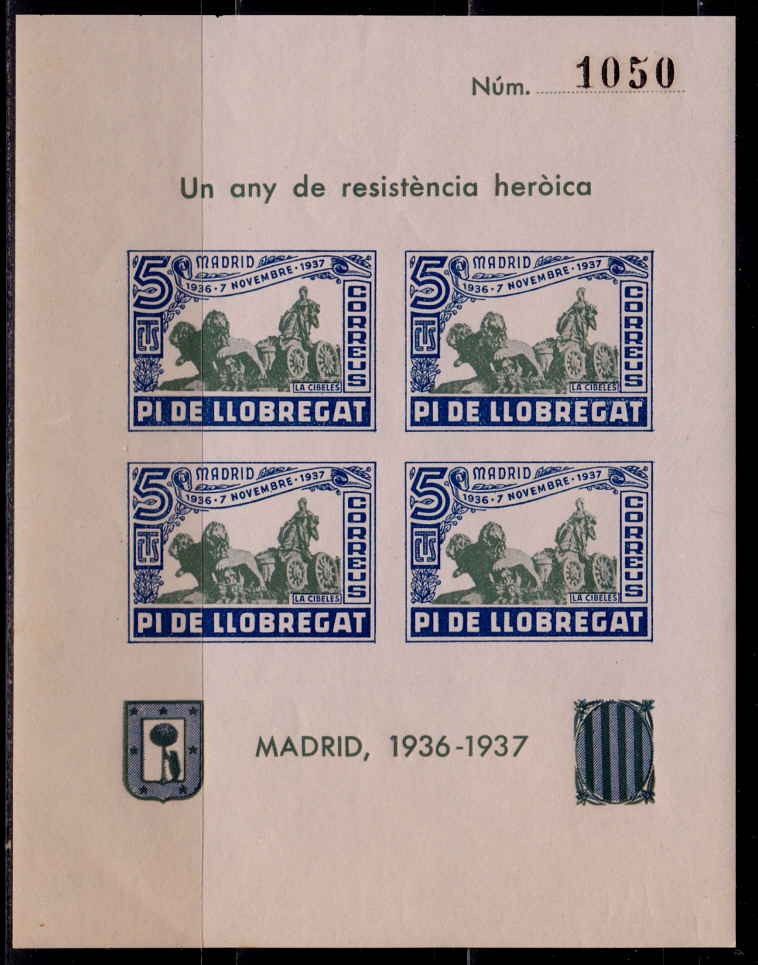 Núm. 1050
Un any de resistència heròica
5 CTS
MADRID
1936 · 7 NOVEMBRE · 1937
CORREUS
LA CIBELES
PI DE LLOBREGAT
5 CTS
MADRID
1936 · 7 NOVEMBRE · 1937
CORREUS
LA CIBELES
PI DE LLOBREGAT
5 CTS
MADRID
1936 · 7 NOVEMBRE · 1937
CORREUS
LA CIBELES
PI DE LLOBREGAT
5 CTS
MADRID
1936 · 7 NOVEMBRE · 1937
CORREUS
LA CIBELES
PI DE LLOBREGAT
MADRID, 1936-1937